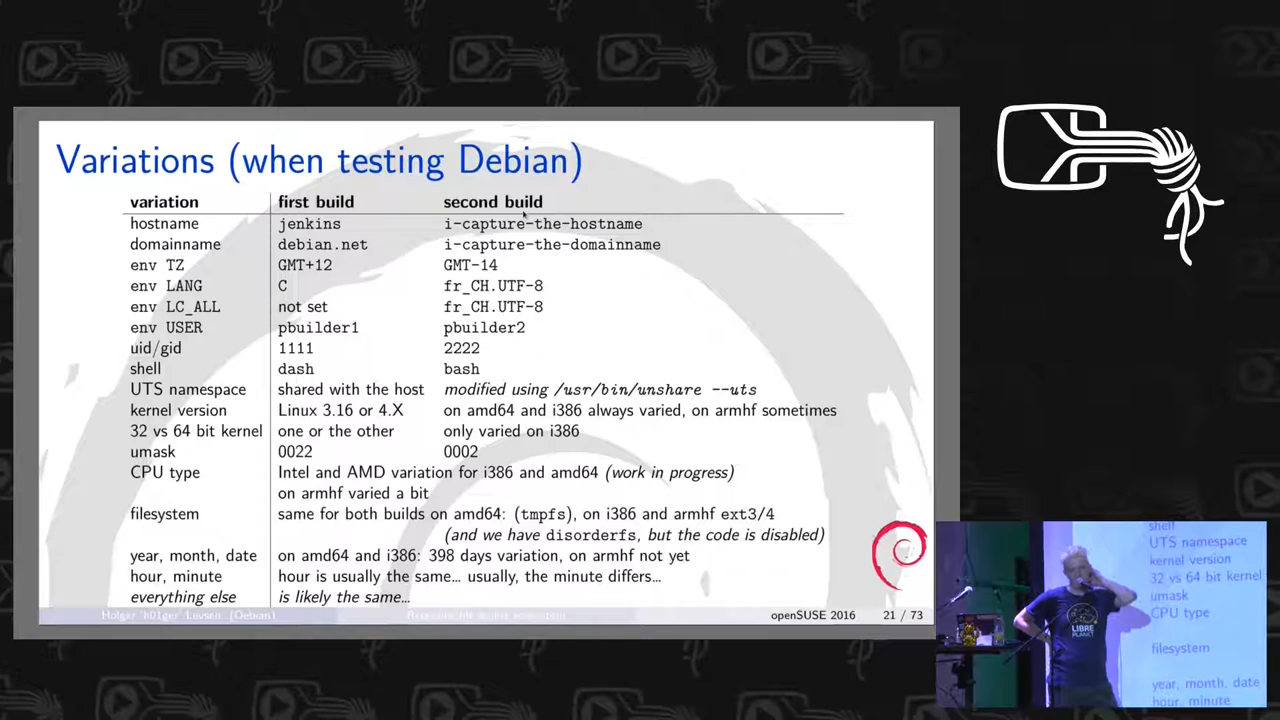 Variations (when testing Debian)
variation first build second build
hostname jenkins i-capture-the-hostname
domainname debian.net i-capture-the-domainname
env TZ GMT+12 GMT-14
env LANG C fr_CH.UTF-8
env LC_ALL not set fr_CH.UTF-8
env USER pbuilder1 pbuilder2
uid/gid 1111 2222
shell dash bash
UTS namespace shared with the host modified using /usr/bin/unshare --uts
kernel version Linux 3.16 or 4.X on amd64 and i386 always varied, on armhf sometimes
32 vs 64 bit kernel one or the other only varied on i386
umask 0022 0002
CPU type Intel and AMD variation for i386 and amd64 (work in progress)
on armhf varied a bit
filesystem same for both builds on amd64: (tmpfs), on i386 and armhf ext3/4
(and we have disorderfs, but the code is disabled)
year, month, date on amd64 and i386: 398 days variation, on armhf not yet
hour, minute hour is usually the same... usually, the minute differs...
everything else is likely the same...
openSUSE 2016 21 / 73
shell
UTS namespace
kernel version
32 vs 64 bit kernel
umask
CPU type
filesystem
year, month, date
hour, minute
LIBRE
PLANET